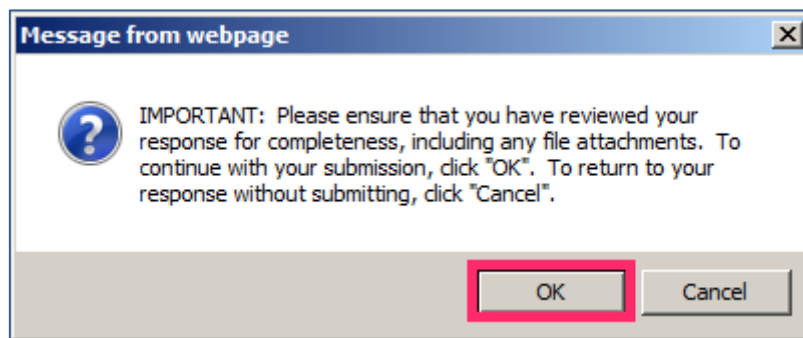 Message from webpage
IMPORTANT:  Please ensure that you have reviewed your
response for completeness, including any file attachments.  To
continue with your submission, click "OK".  To return to your
response without submitting, click "Cancel".
OK
Cancel